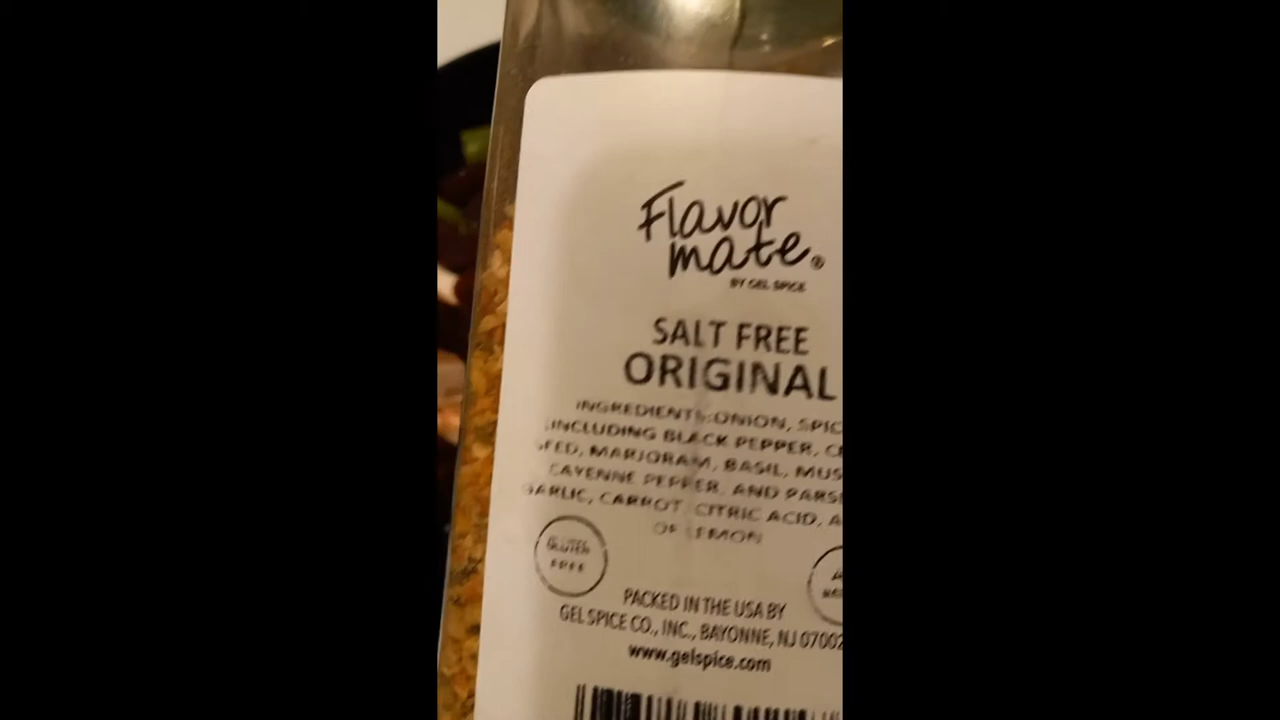 Flavor
mate®
BY GEL SPICE
SALT FREE
ORIGINAL
INGREDIENTS: ONION, SPIC
INCLUDING BLACK PEPPER, C
EED, MARJORAM, BASIL, MUS
CAYENNE PEPPER, AND PARS
GARLIC, CARROT, CITRIC ACID, 
OF LEMON
GLUTEN
FREE
PACKED IN THE USA BY
GEL SPICE CO., INC., BAYONNE, NJ 07002
www.gelspice.com